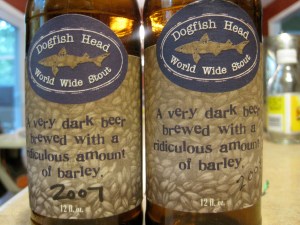 Dogfish Head
World Wide Stout
A very dark beer
brewed with a
ridiculous amount
of barley.
2007
12 fl. oz.
Dogfish Head
World Wide Stout
A very dark beer
brewed with a
ridiculous amount
of barley.
12 fl. oz.